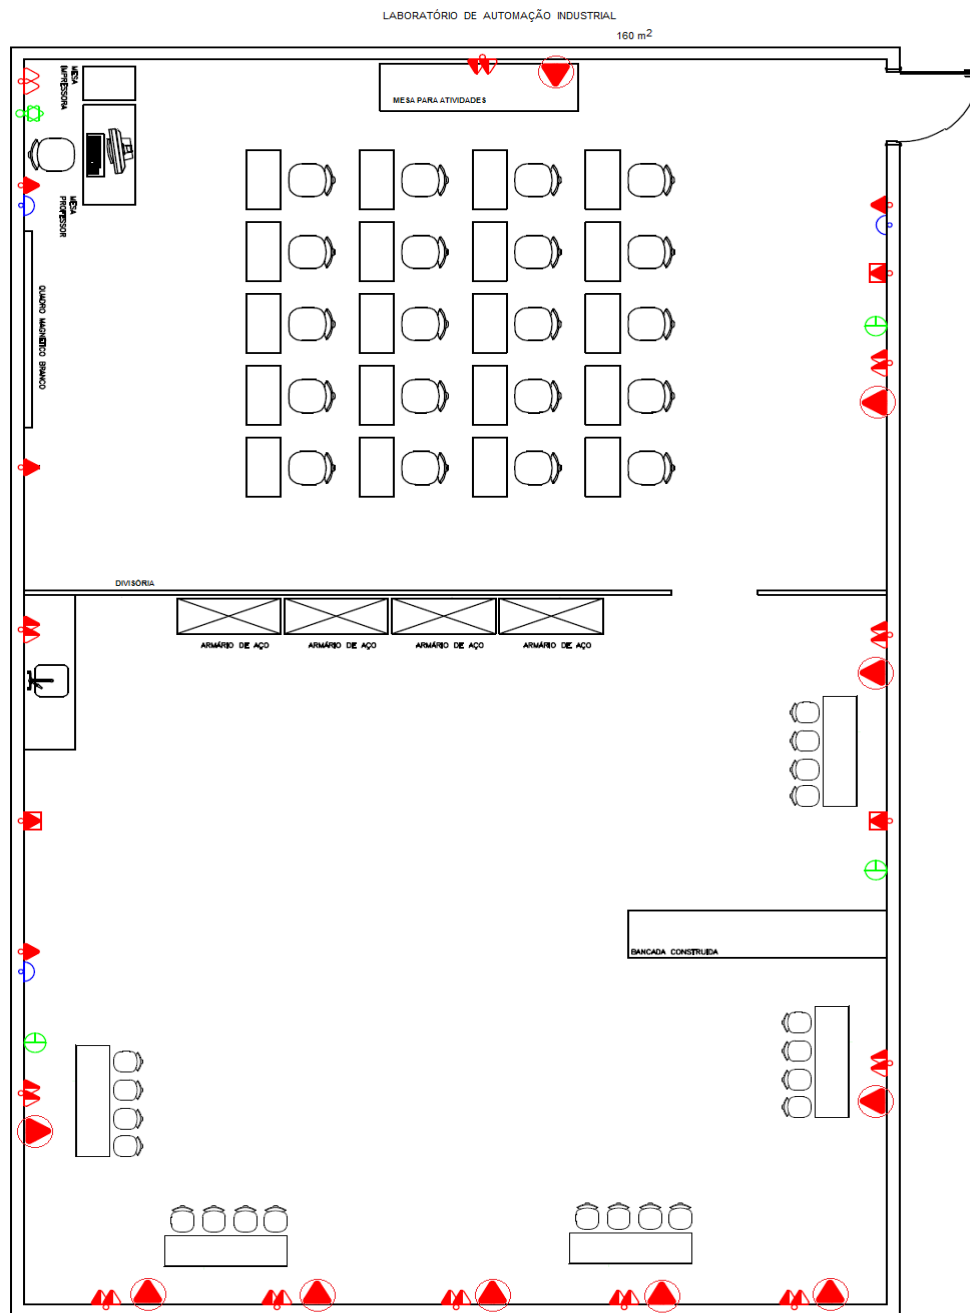 LABORATÓRIO DE AUTOMAÇÃO INDUSTRIAL
160 m²
MESA
IMPRESSORA
MESA PARA ATIVIDADES
MESA
PROFESSOR
QUADRO MAGNÉTICO BRANCO
DIVISÓRIA
ARMÁRIO DE AÇO
ARMÁRIO DE AÇO
ARMÁRIO DE AÇO
ARMÁRIO DE AÇO
BANCADA CONSTRUIDA